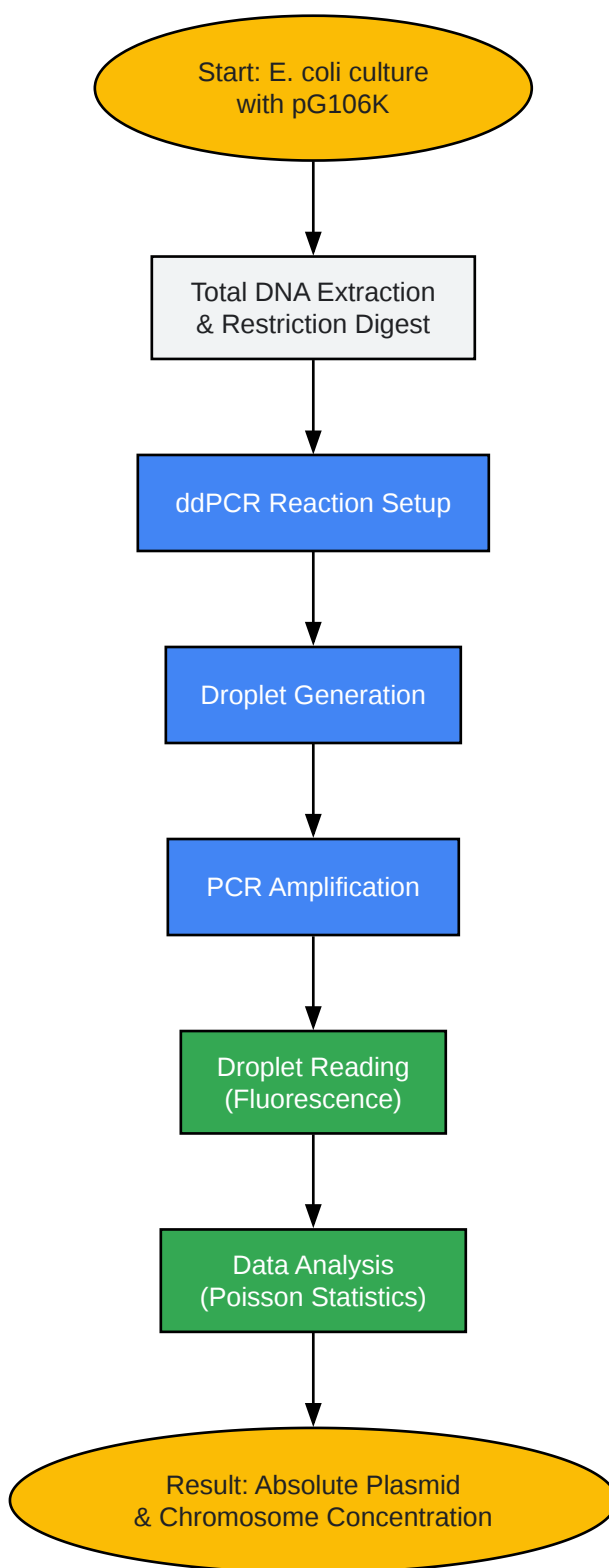 Start: E. coli culture
with pG106K
Total DNA Extraction
& Restriction Digest
ddPCR Reaction Setup
Droplet Generation
PCR Amplification
Droplet Reading
(Fluorescence)
Data Analysis
(Poisson Statistics)
Result: Absolute Plasmid
& Chromosome Concentration